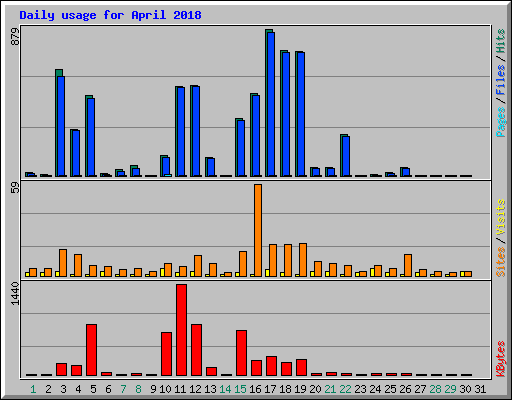 Daily usage for April 2018
879
59
1440
Pages/Files/Hits
Sites/Visits
KBytes
1 2 3 4 5 6 7 8 9 10 11 12 13 14 15 16 17 18 19 20 21 22 23 24 25 26 27 28 29 30 31